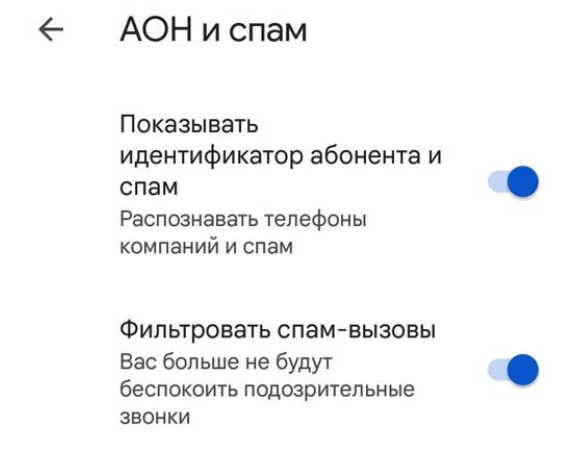 АОН и спам
Показывать
идентификатор абонента и
спам
Распознавать телефоны
компаний и спам
Фильтровать спам-вызовы
Вас больше не будут
беспокоить подозрительные
звонки